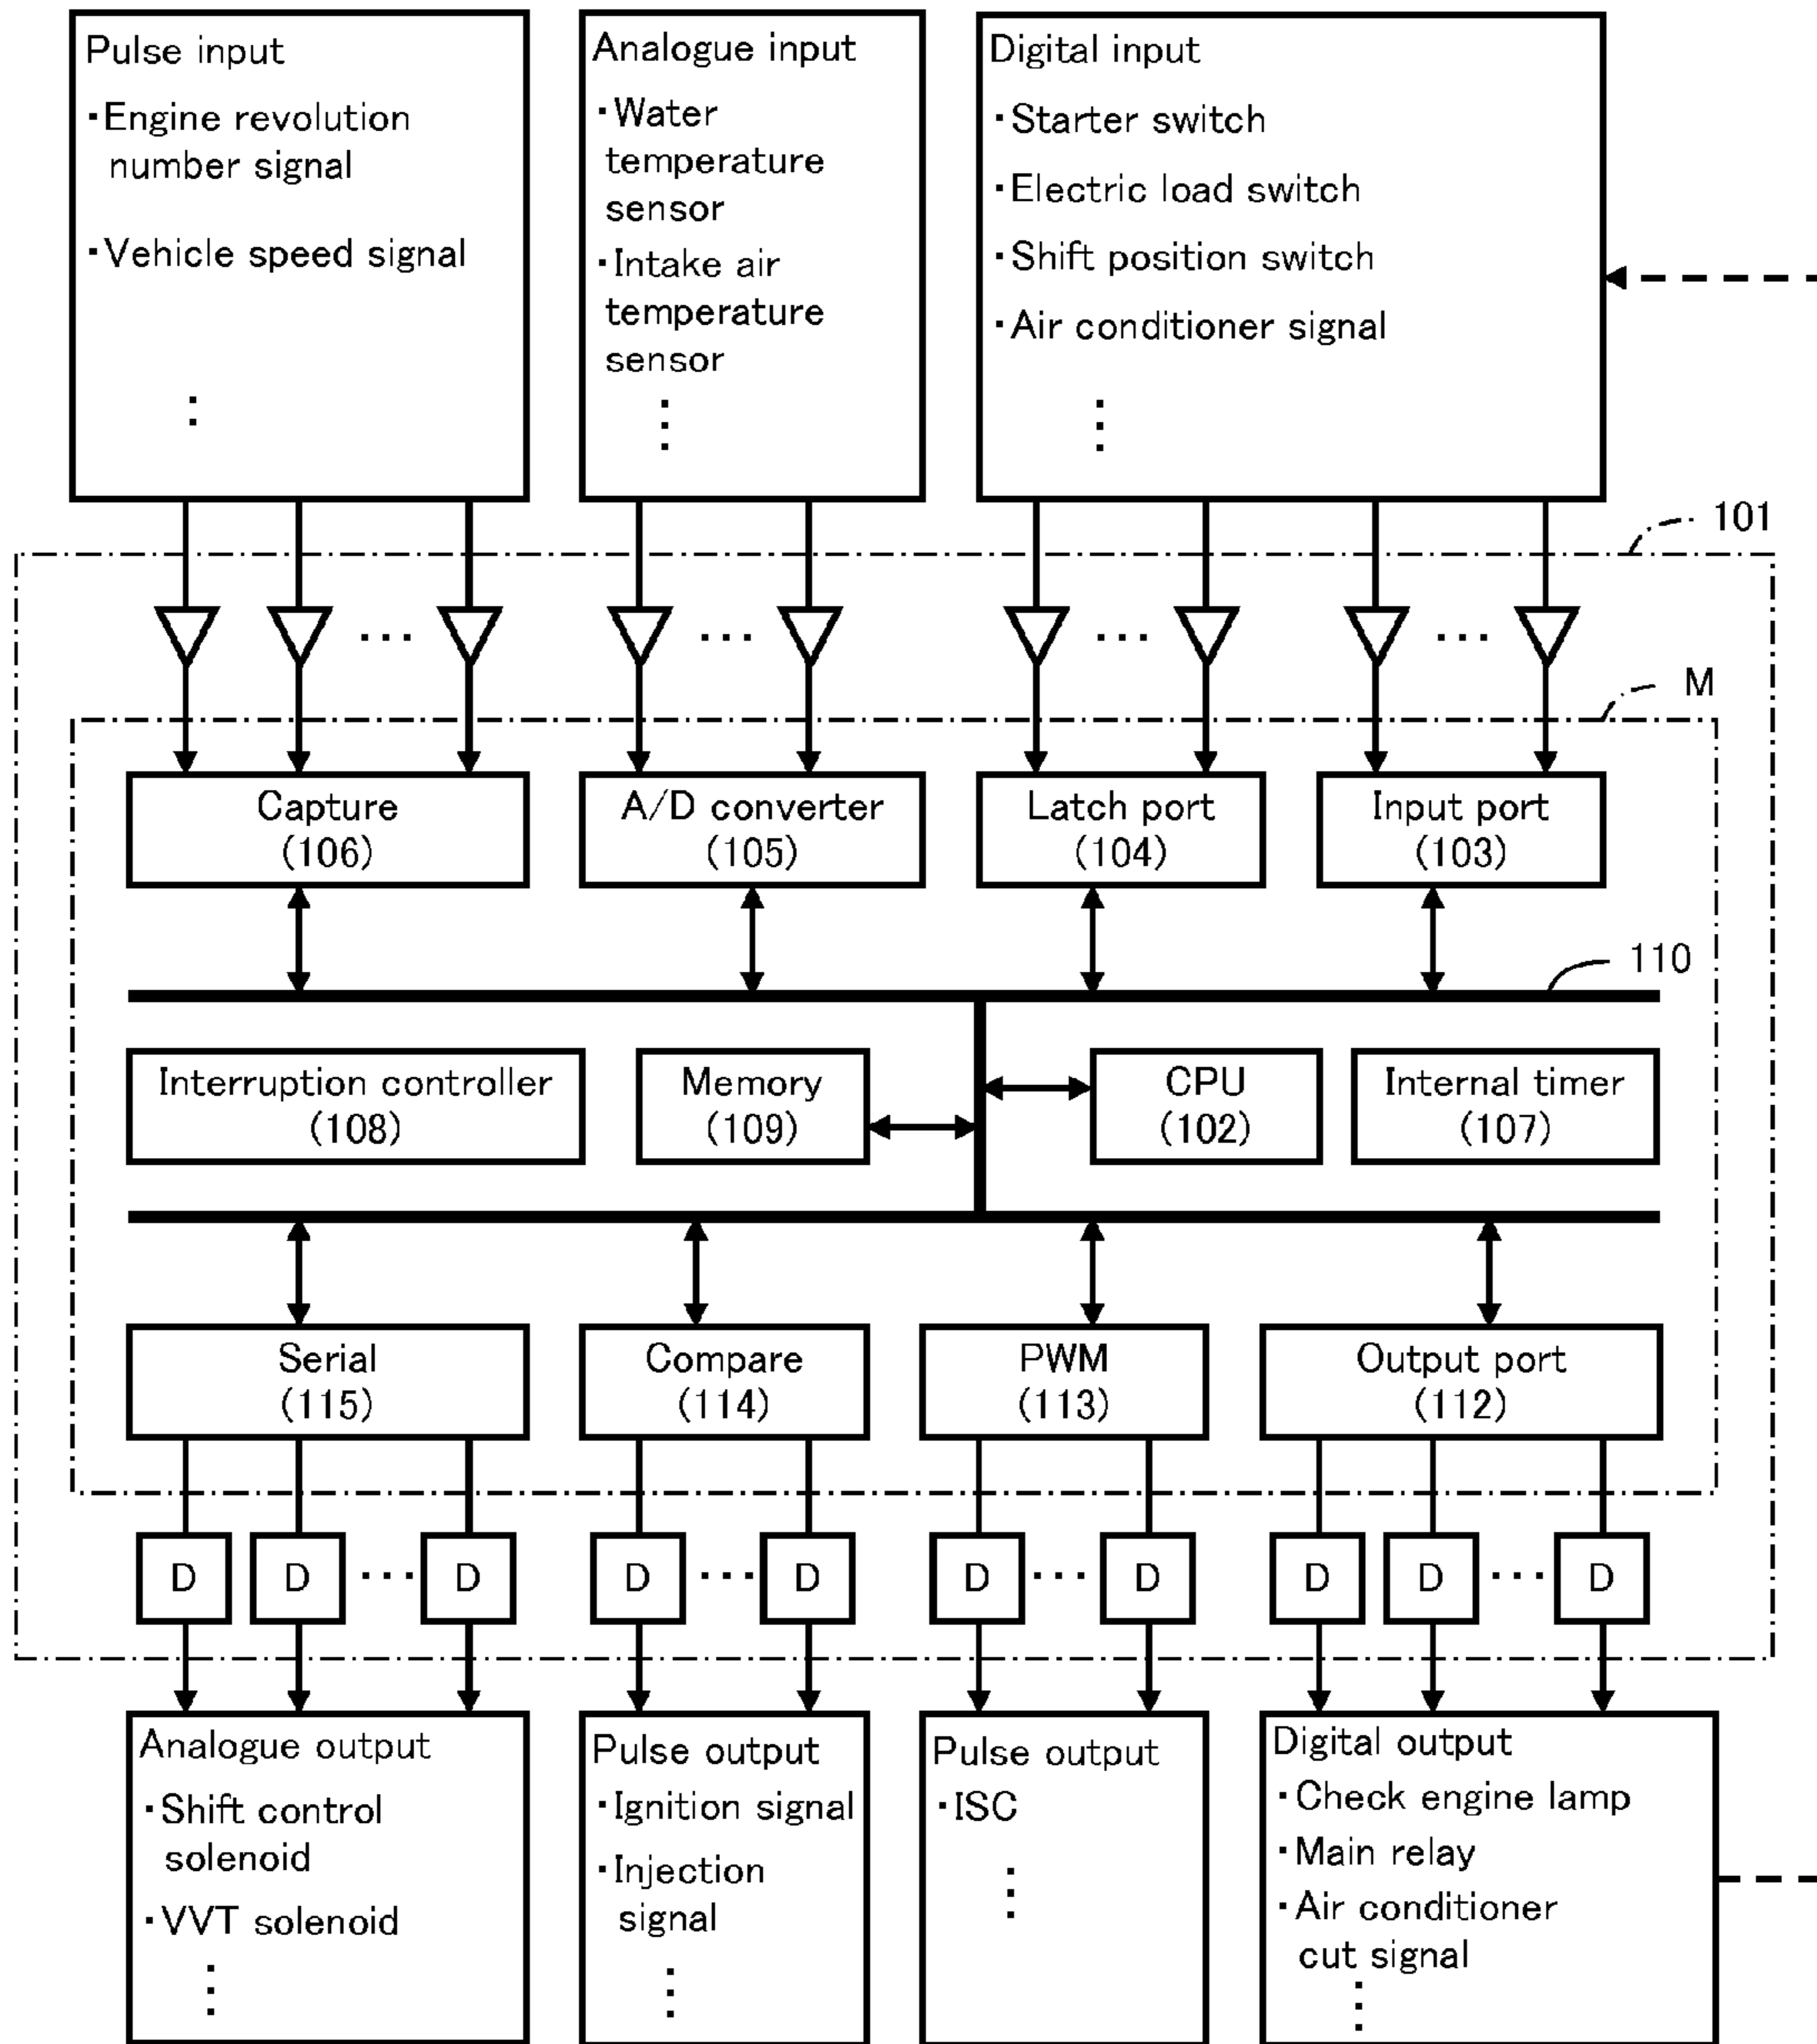 Pulse input
・Engine revolution
number signal
・Vehicle speed signal
Analogue input
・Water
temperature
sensor
・Intake air
temperature
sensor
Digital input
・Starter switch
・Electric load switch
・Shift position switch
・Air conditioner signal
101
M
Capture
(106)
A/D converter
(105)
Latch port
(104)
Input port
(103)
110
Interruption controller
(108)
Memory
(109)
CPU
(102)
Internal timer
(107)
Serial
(115)
Compare
(114)
PWM
(113)
Output port
(112)
D D ··· D D ··· D D ··· D D D ··· D
Analogue output
・Shift control
solenoid
・VVT solenoid
Pulse output
・Ignition signal
・Injection
signal
Pulse output
・ISC
Digital output
・Check engine lamp
・Main relay
・Air conditioner
cut signal